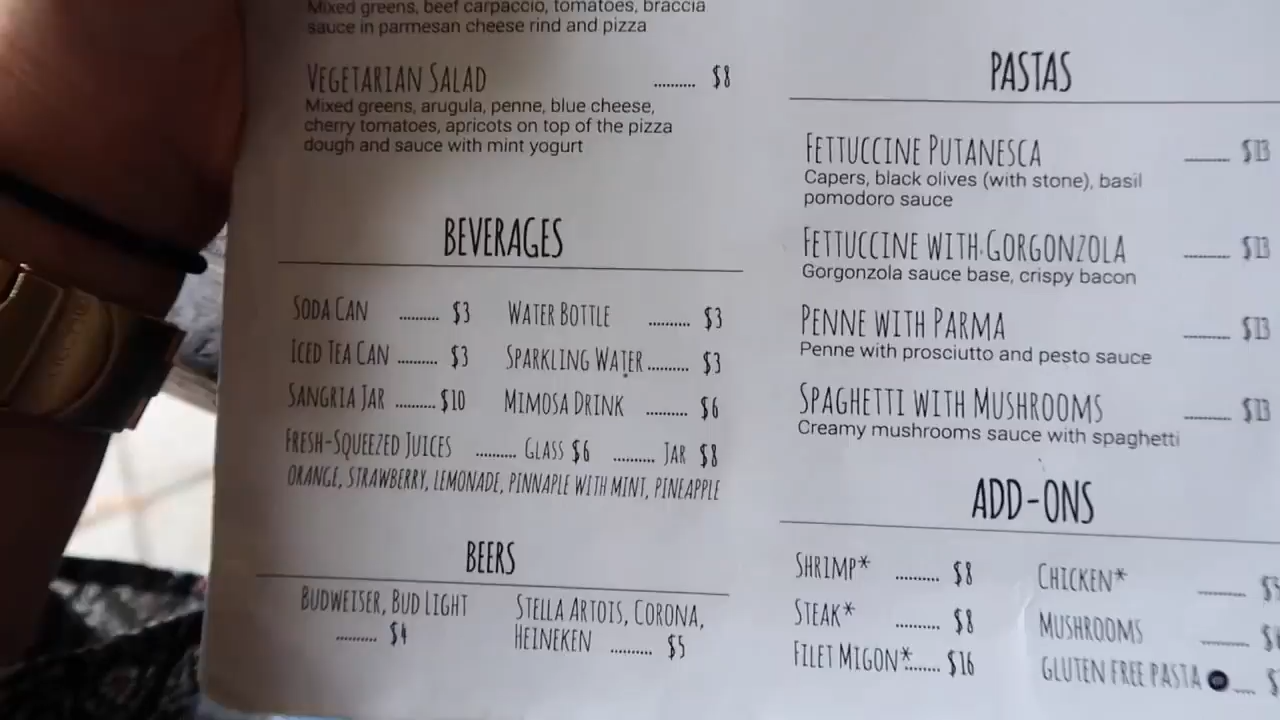 Mixed greens, beef carpaccio, tomatoes, braccia
sauce in parmesan cheese rind and pizza
VEGETARIAN SALAD .......... $8
Mixed greens, arugula, penne, blue cheese,
cherry tomatoes, apricots on top of the pizza
dough and sauce with mint yogurt
BEVERAGES
SODA CAN .......... $3 WATER BOTTLE .......... $3
ICED TEA CAN .......... $3 SPARKLING WATER .......... $3
SANGRIA JAR .......... $10 MIMOSA DRINK .......... $6
FRESH-SQUEEZED JUICES .......... GLASS $6 .......... JAR $8
ORANGE, STRAWBERRY, LEMONADE, PINNAPLE WITH MINT, PINEAPPLE
BEERS
BUDWEISER, BUD LIGHT
.......... $4
STELLA ARTOIS, CORONA,
HEINEKEN .......... $5
PASTAS
FETTUCCINE PUTANESCA .......... $13
Capers, black olives (with stone), basil
pomodoro sauce
FETTUCCINE WITH GORGONZOLA .......... $13
Gorgonzola sauce base, crispy bacon
PENNE WITH PARMA .......... $13
Penne with prosciutto and pesto sauce
SPAGHETTI WITH MUSHROOMS .......... $13
Creamy mushrooms sauce with spaghetti
ADD-ONS
SHRIMP* .......... $8 CHICKEN* ..........
STEAK* .......... $8 MUSHROOMS ..........
FILET MIGON* ........ $16 GLUTEN FREE PASTA .... $